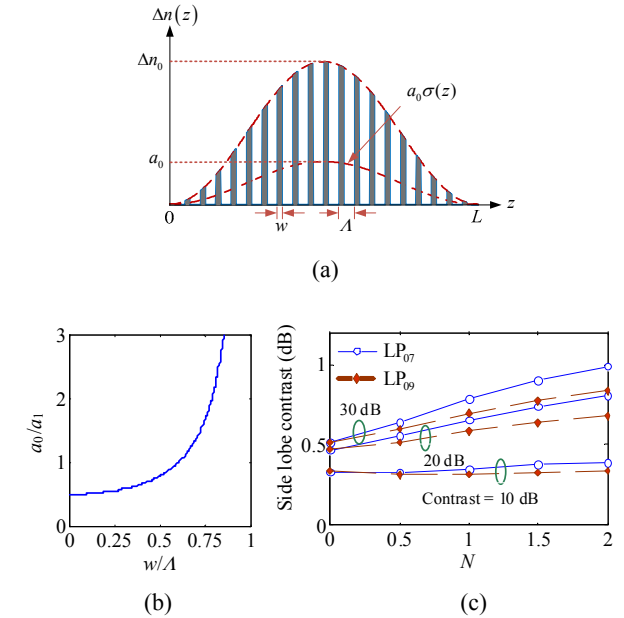 Δn(z)
Δn₀
a₀σ(z)
a₀
0
w
Λ
L
z
(a)
3
2
1
0
a₀/a₁
0
0.25
0.5
0.75
1
w/Λ
(b)
Side lobe contrast (dB)
1
0.5
0
LP₀₇
LP₀₉
30 dB
20 dB
Contrast = 10 dB
0
0.5
1
1.5
2
N
(c)